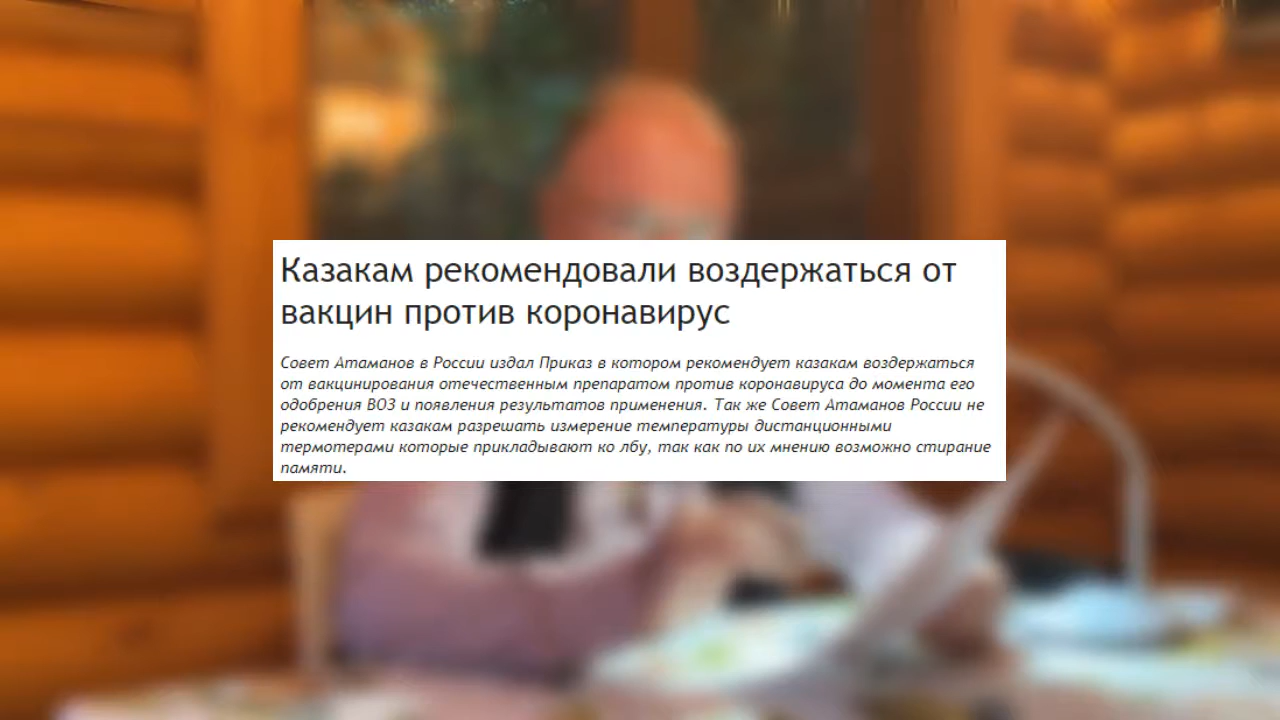 Казакам рекомендовали воздержаться от
вакцин против коронавирус
Совет Атаманов в России издал Приказ в котором рекомендует казакам воздержаться
от вакцинирования отечественным препаратом против коронавируса до момента его
одобрения ВОЗ и появления результатов применения. Так же Совет Атаманов России не
рекомендует казакам разрешать измерение температуры дистанционными
термотерами которые прикладывают ко лбу, так как по их мнению возможно стирание
памяти.